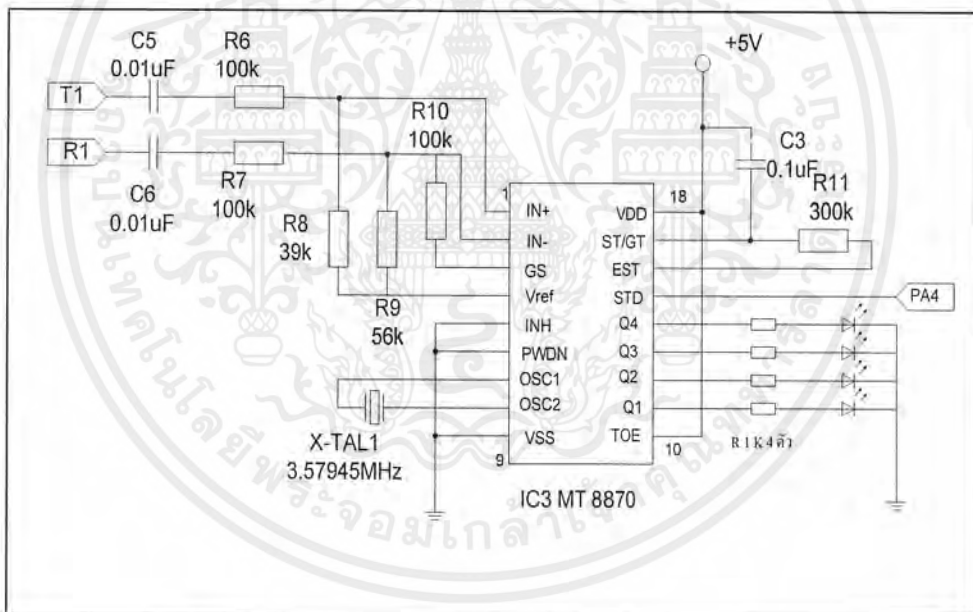 C5
0.01uF
R6
100k
T1
R1
C6
0.01uF
R7
100k
R8
39k
R9
56k
R10
100k
+5V
C3
0.1uF
R11
300k
1
18
IN+
VDD
IN-
ST/GT
GS
EST
Vref
STD
PA4
INH
Q4
PWDN
Q3
OSC1
Q2
OSC2
Q1
VSS
TOE
9
10
X-TAL1
3.57945MHz
R1K4ตัว
IC3 MT 8870